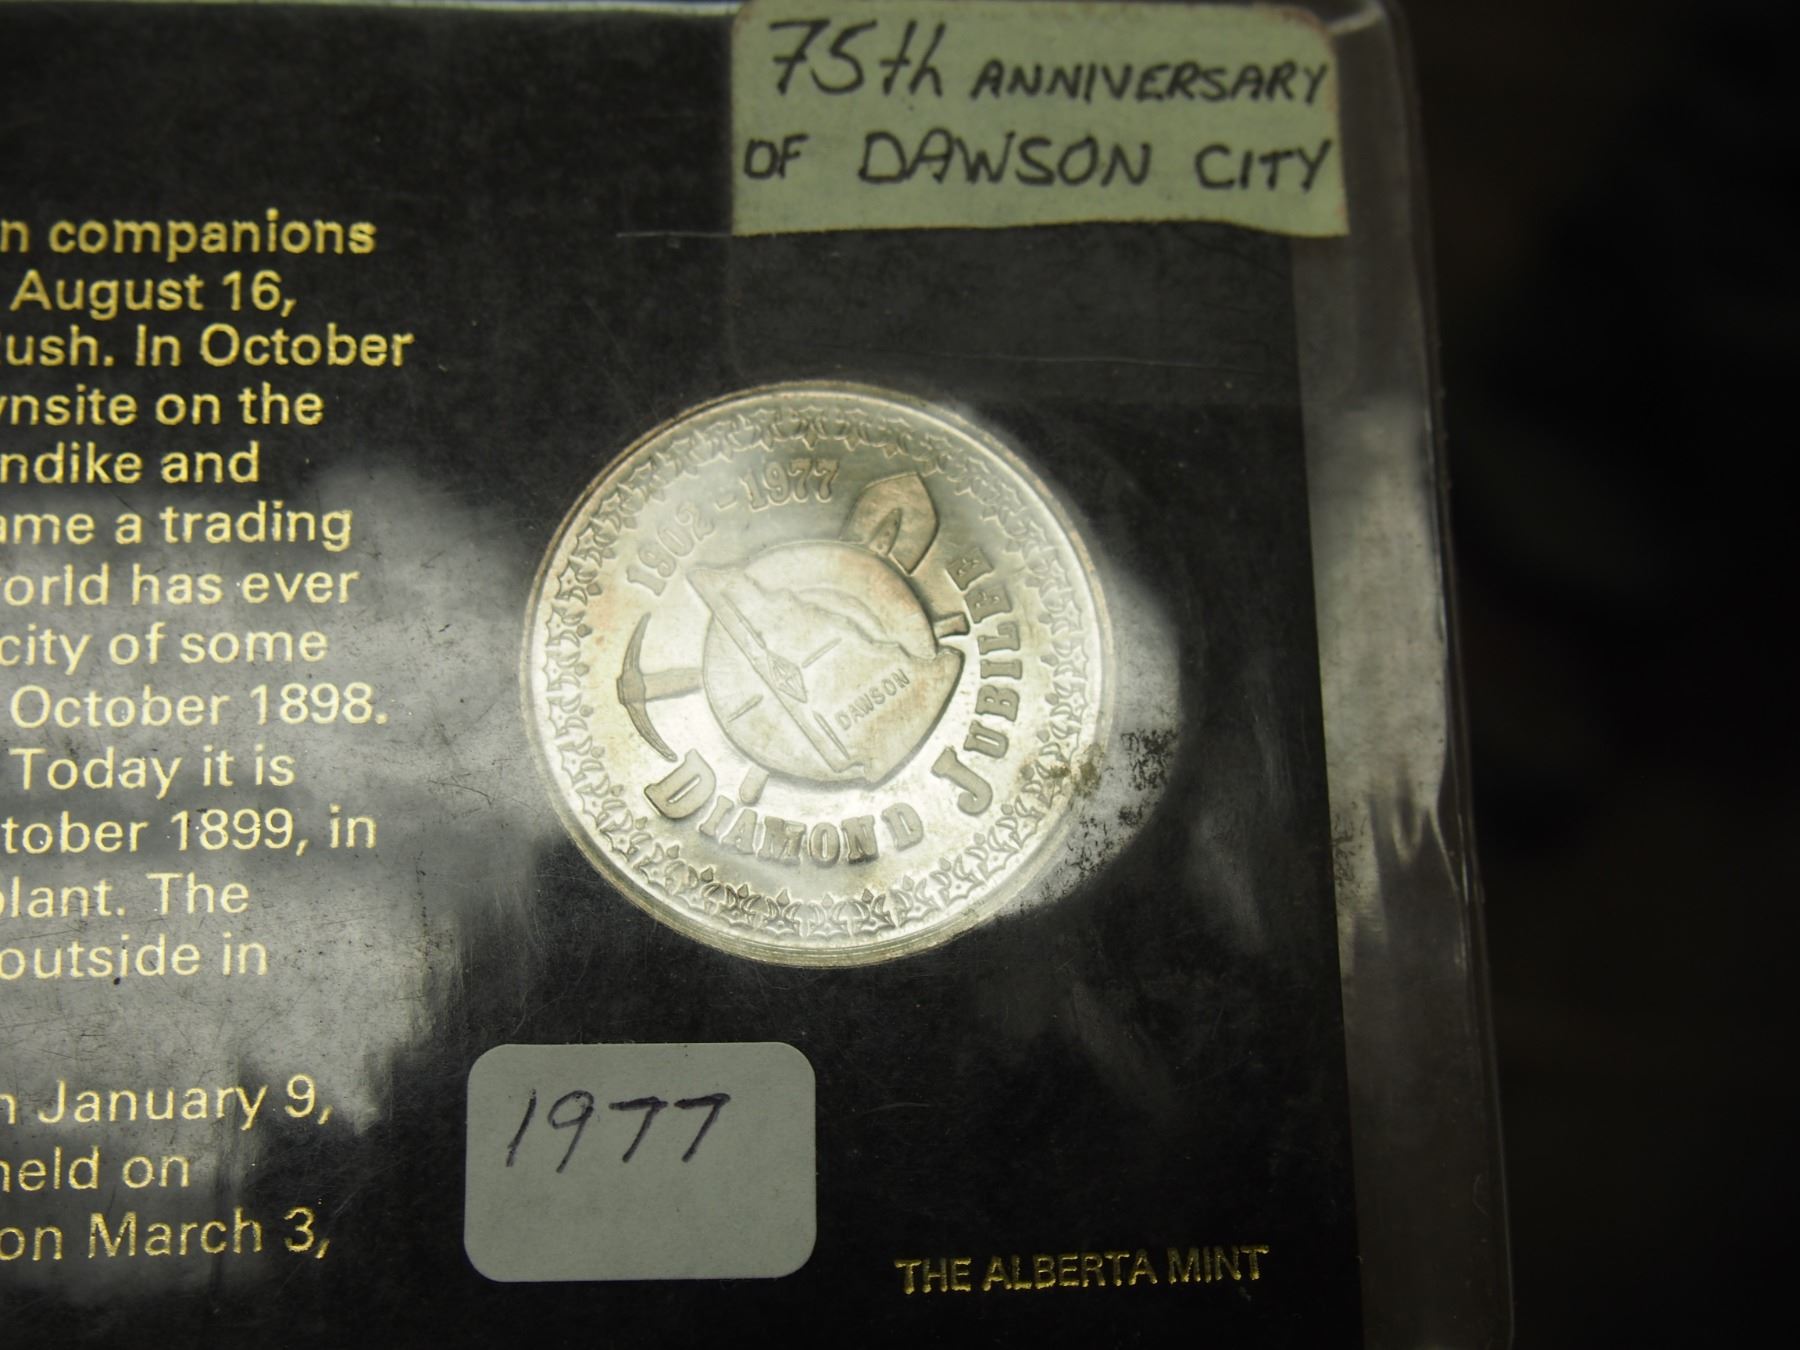 75th ANNIVERSARY
OF DAWSON CITY
n companions
August 16,
ush. In October
nsite on the
ndike and
ame a trading
orld has ever
city of some
October 1898.
Today it is
tober 1899, in
plant. The
outside in
n January 9,
held on
on March 3,
1902-1977
DAWSON
DIAMOND JUBILEE
1977
THE ALBERTA MINT